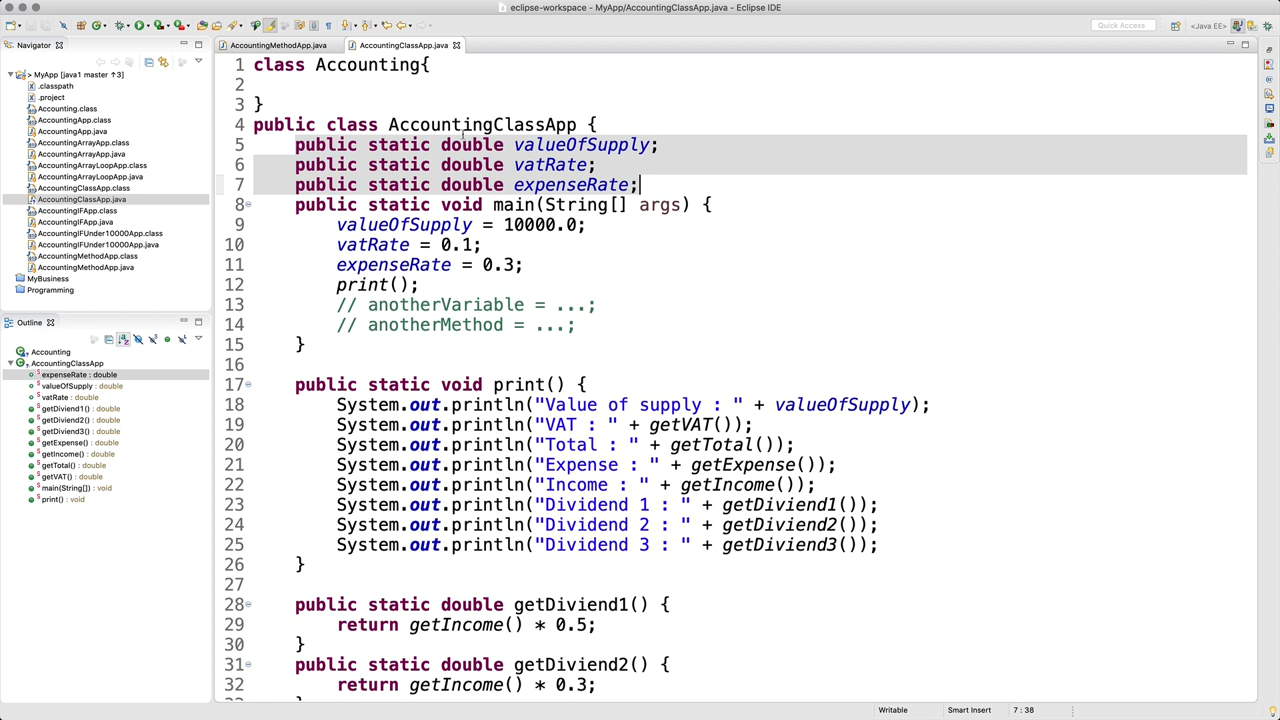 eclipse-workspace - MyApp/AccountingClassApp.java - Eclipse IDE
Quick Access
<Java EE>
Navigator
AccountingMethodApp.java
AccountingClassApp.java
> MyApp [java1 master ↑3]
.classpath
.project
Accounting.class
AccountingApp.class
AccountingApp.java
AccountingArrayApp.class
AccountingArrayApp.java
AccountingArrayLoopApp.class
AccountingArrayLoopApp.java
AccountingClassApp.class
AccountingClassApp.java
AccountingIFApp.class
AccountingIFApp.java
AccountingIFUnder10000App.class
AccountingIFUnder10000App.java
AccountingMethodApp.class
AccountingMethodApp.java
MyBusiness
Programming
Outline
Accounting
AccountingClassApp
expenseRate : double
valueOfSupply : double
vatRate : double
getDiviend1() : double
getDiviend2() : double
getDiviend3() : double
getExpense() : double
getIncome() : double
getTotal() : double
getVAT() : double
main(String[]) : void
print() : void
1 class Accounting{
2
3 }
4 public class AccountingClassApp {
5 public static double valueOfSupply;
6 public static double vatRate;
7 public static double expenseRate;
8 public static void main(String[] args) {
9 valueOfSupply = 10000.0;
10 vatRate = 0.1;
11 expenseRate = 0.3;
12 print();
13 // anotherVariable = ...;
14 // anotherMethod = ...;
15 }
16
17 public static void print() {
18 System.out.println("Value of supply : " + valueOfSupply);
19 System.out.println("VAT : " + getVAT());
20 System.out.println("Total : " + getTotal());
21 System.out.println("Expense : " + getExpense());
22 System.out.println("Income : " + getIncome());
23 System.out.println("Dividend 1 : " + getDiviend1());
24 System.out.println("Dividend 2 : " + getDiviend2());
25 System.out.println("Dividend 3 : " + getDiviend3());
26 }
27
28 public static double getDiviend1() {
29 return getIncome() * 0.5;
30 }
31 public static double getDiviend2() {
32 return getIncome() * 0.3;
Writable
Smart Insert
7 : 38